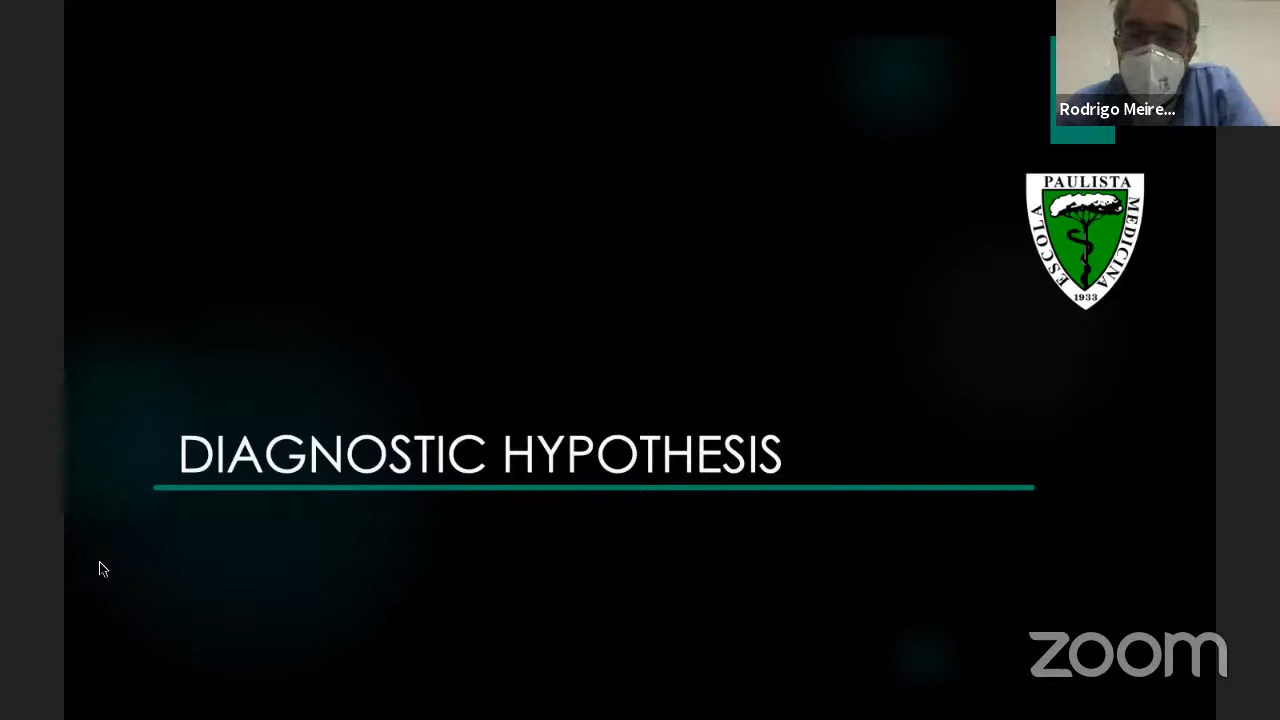 Rodrigo Meire...
PAULISTA
ESCOLA
MEDICINA
1933
DIAGNOSTIC HYPOTHESIS
zoom